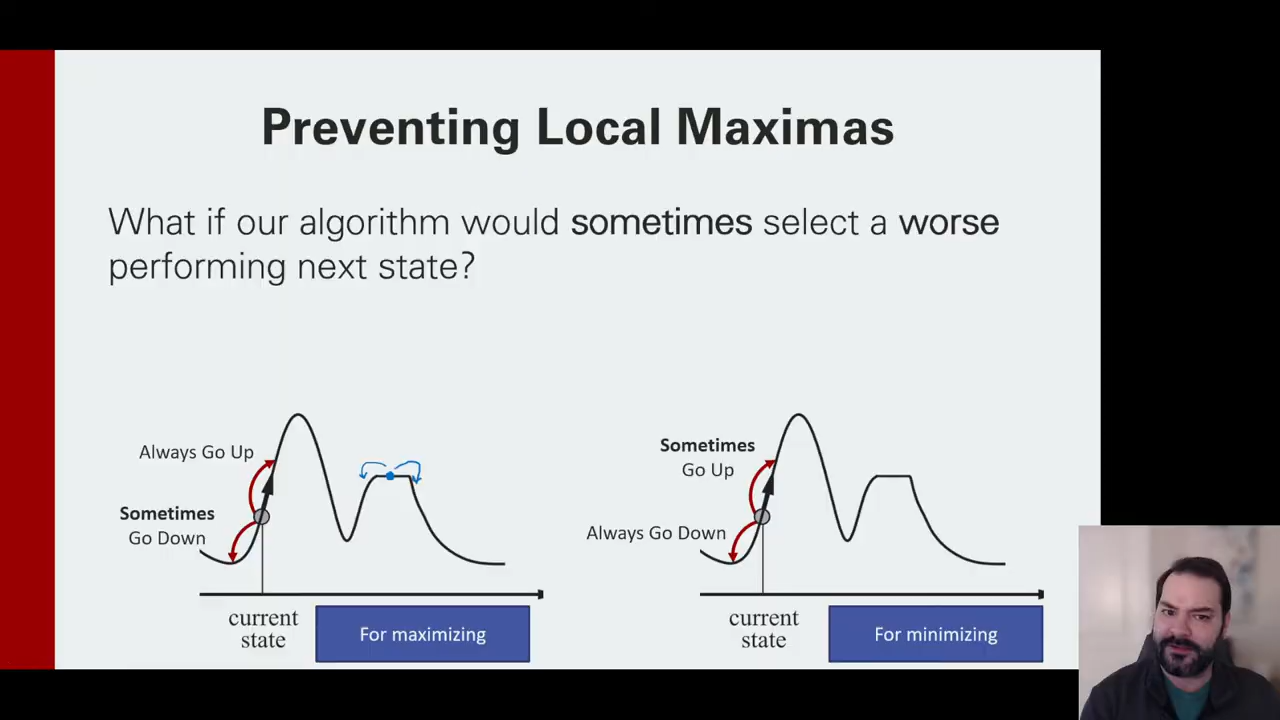 Preventing Local Maximas
What if our algorithm would sometimes select a worse
performing next state?
Always Go Up
Sometimes
Go Down
current
state
For maximizing
Sometimes
Go Up
Always Go Down
current
state
For minimizing